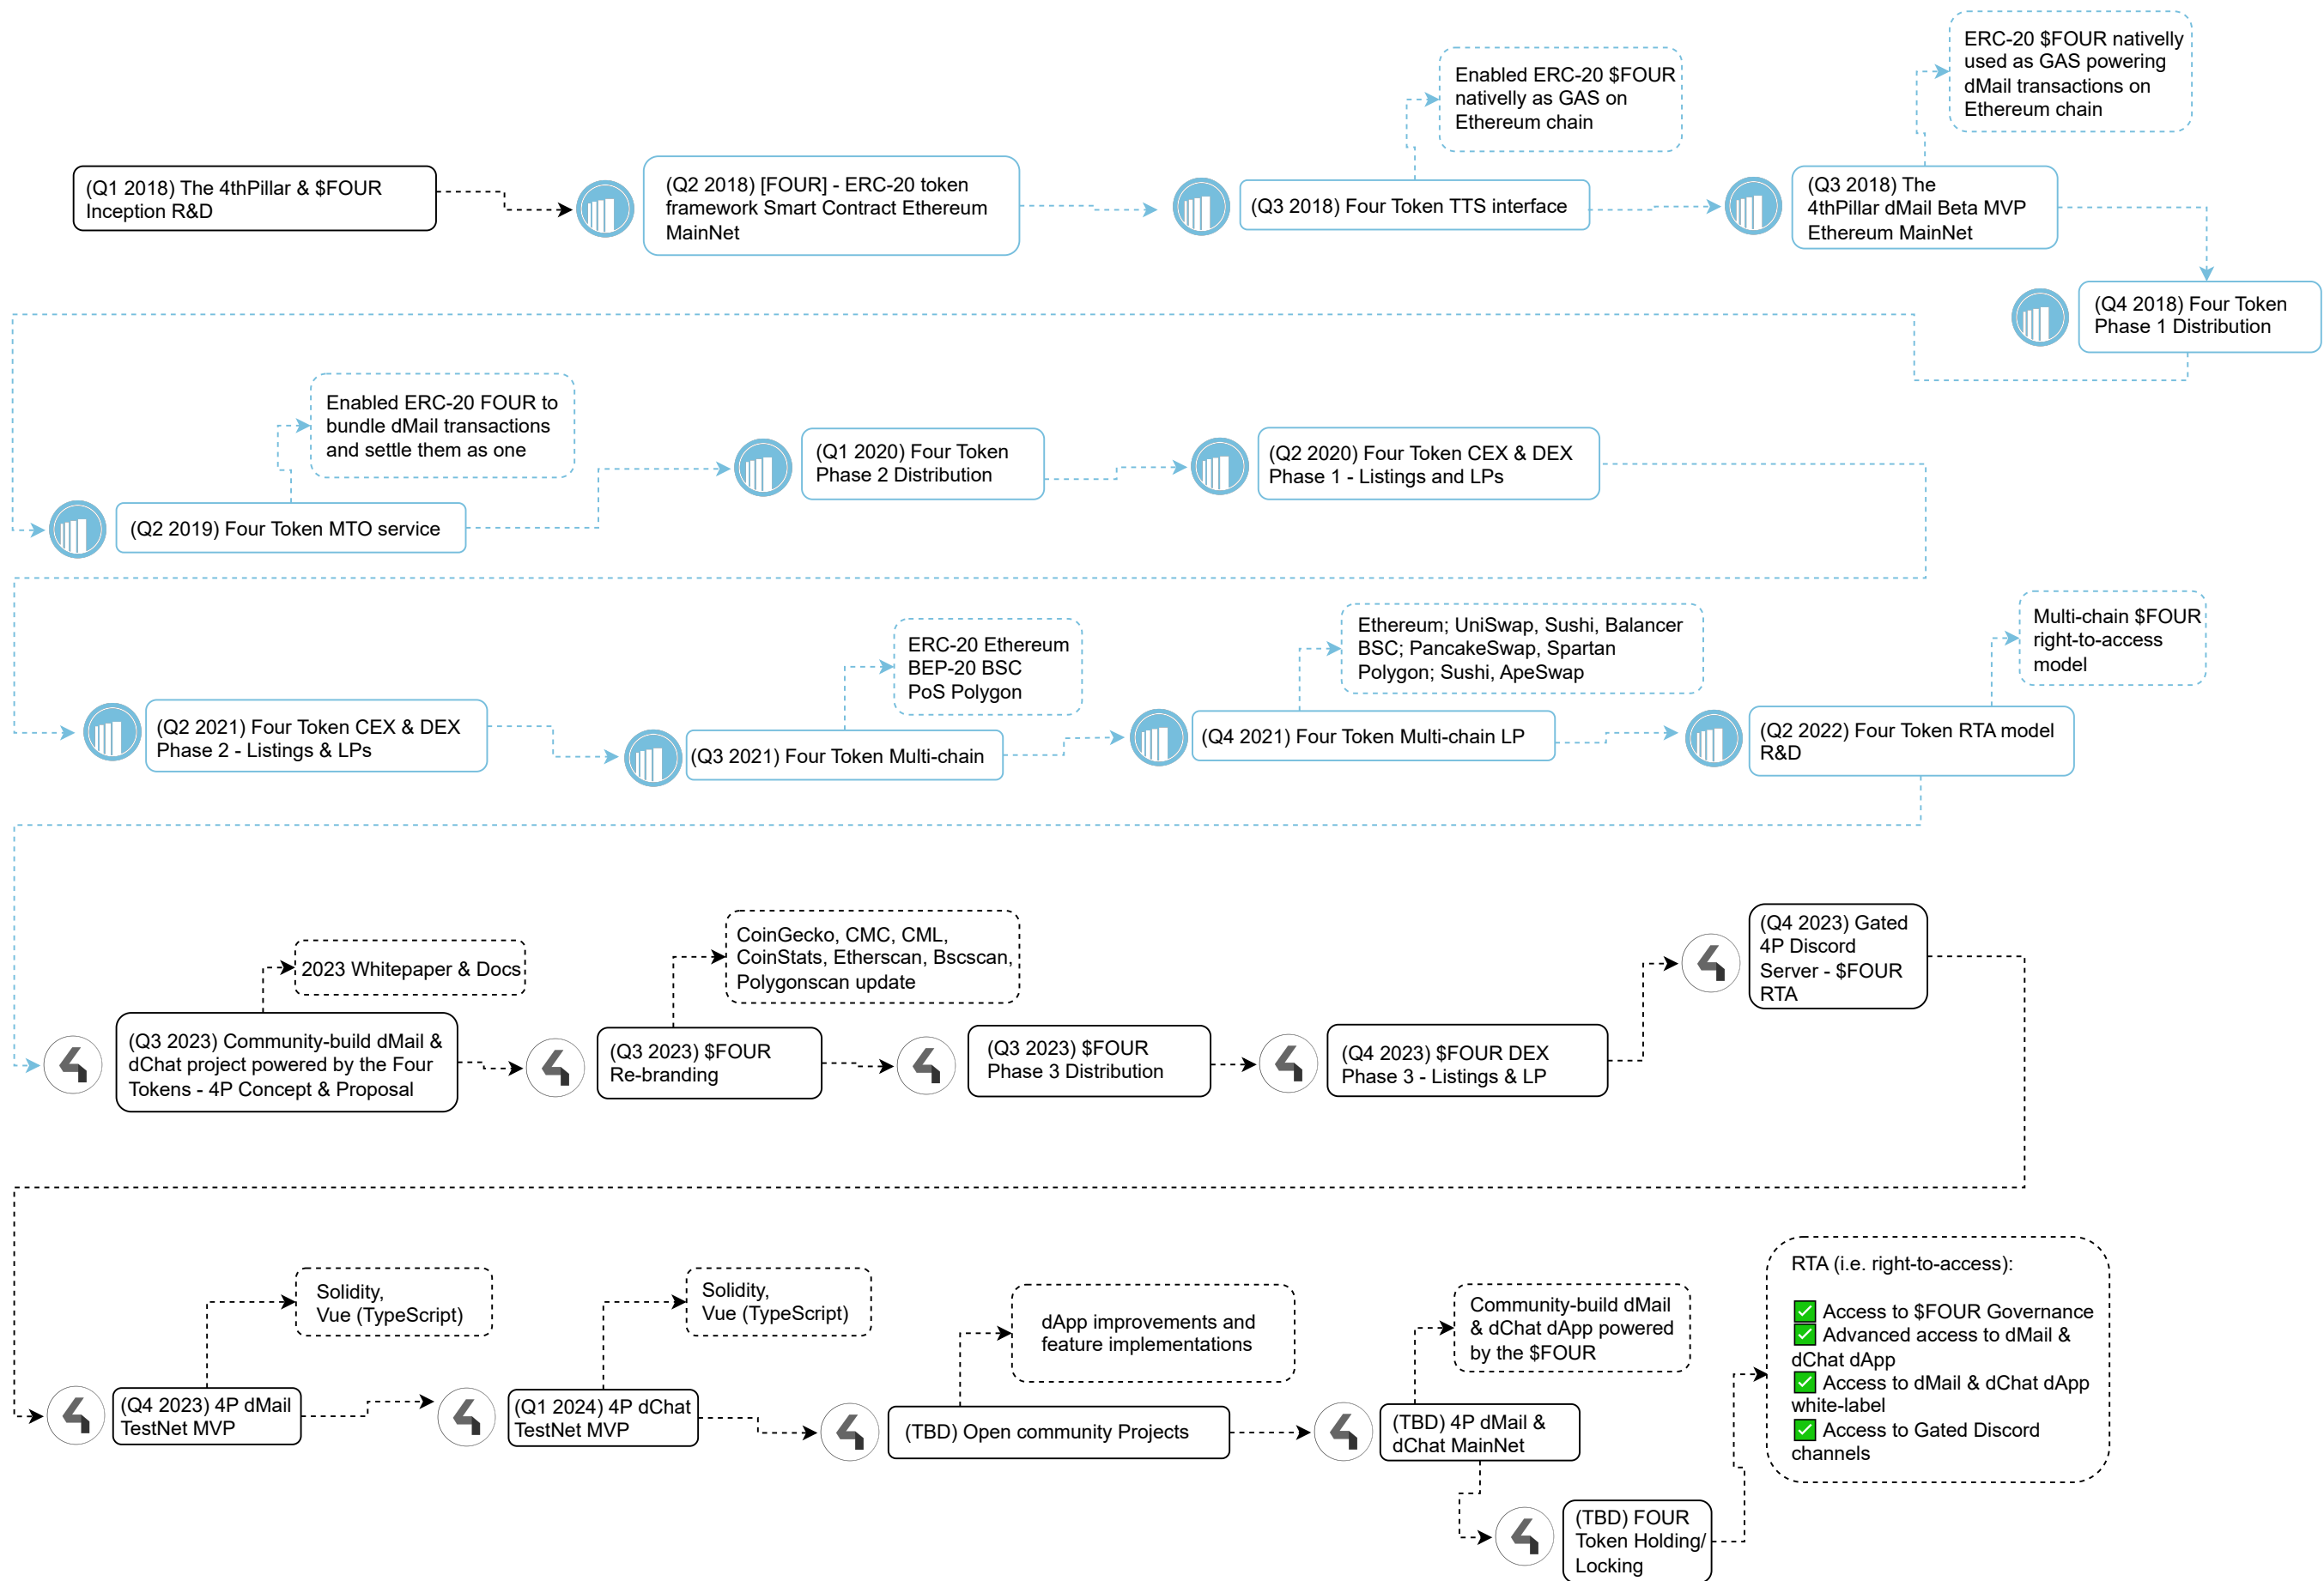 ERC-20 $FOUR nativelly
used as GAS powering
dMail transactions on
Ethereum chain
Enabled ERC-20 $FOUR
nativelly as GAS on
Ethereum chain
(Q1 2018) The 4thPillar & $FOUR
Inception R&D
(Q2 2018) [FOUR] - ERC-20 token
framework Smart Contract Ethereum
MainNet
(Q3 2018) Four Token TTS interface
(Q3 2018) The
4thPillar dMail Beta MVP
Ethereum MainNet
(Q4 2018) Four Token
Phase 1 Distribution
Enabled ERC-20 FOUR to
bundle dMail transactions
and settle them as one
(Q2 2019) Four Token MTO service
(Q1 2020) Four Token
Phase 2 Distribution
(Q2 2020) Four Token CEX & DEX
Phase 1 - Listings and LPs
ERC-20 Ethereum
BEP-20 BSC
PoS Polygon
Ethereum; UniSwap, Sushi, Balancer
BSC; PancakeSwap, Spartan
Polygon; Sushi, ApeSwap
Multi-chain $FOUR
right-to-access
model
(Q2 2021) Four Token CEX & DEX
Phase 2 - Listings & LPs
(Q3 2021) Four Token Multi-chain
(Q4 2021) Four Token Multi-chain LP
(Q2 2022) Four Token RTA model
R&D
2023 Whitepaper & Docs
CoinGecko, CMC, CML,
CoinStats, Etherscan, Bscscan,
Polygonscan update
(Q4 2023) Gated
4P Discord
Server - $FOUR
RTA
(Q3 2023) Community-build dMail &
dChat project powered by the Four
Tokens - 4P Concept & Proposal
(Q3 2023) $FOUR
Re-branding
(Q3 2023) $FOUR
Phase 3 Distribution
(Q4 2023) $FOUR DEX
Phase 3 - Listings & LP
Solidity,
Vue (TypeScript)
Solidity,
Vue (TypeScript)
dApp improvements and
feature implementations
Community-build dMail
& dChat dApp powered
by the $FOUR
RTA (i.e. right-to-access):
✅ Access to $FOUR Governance
✅ Advanced access to dMail &
dChat dApp
✅ Access to dMail & dChat dApp
white-label
✅ Access to Gated Discord
channels
(Q4 2023) 4P dMail
TestNet MVP
(Q1 2024) 4P dChat
TestNet MVP
(TBD) Open community Projects
(TBD) 4P dMail &
dChat MainNet
(TBD) FOUR
Token Holding/
Locking